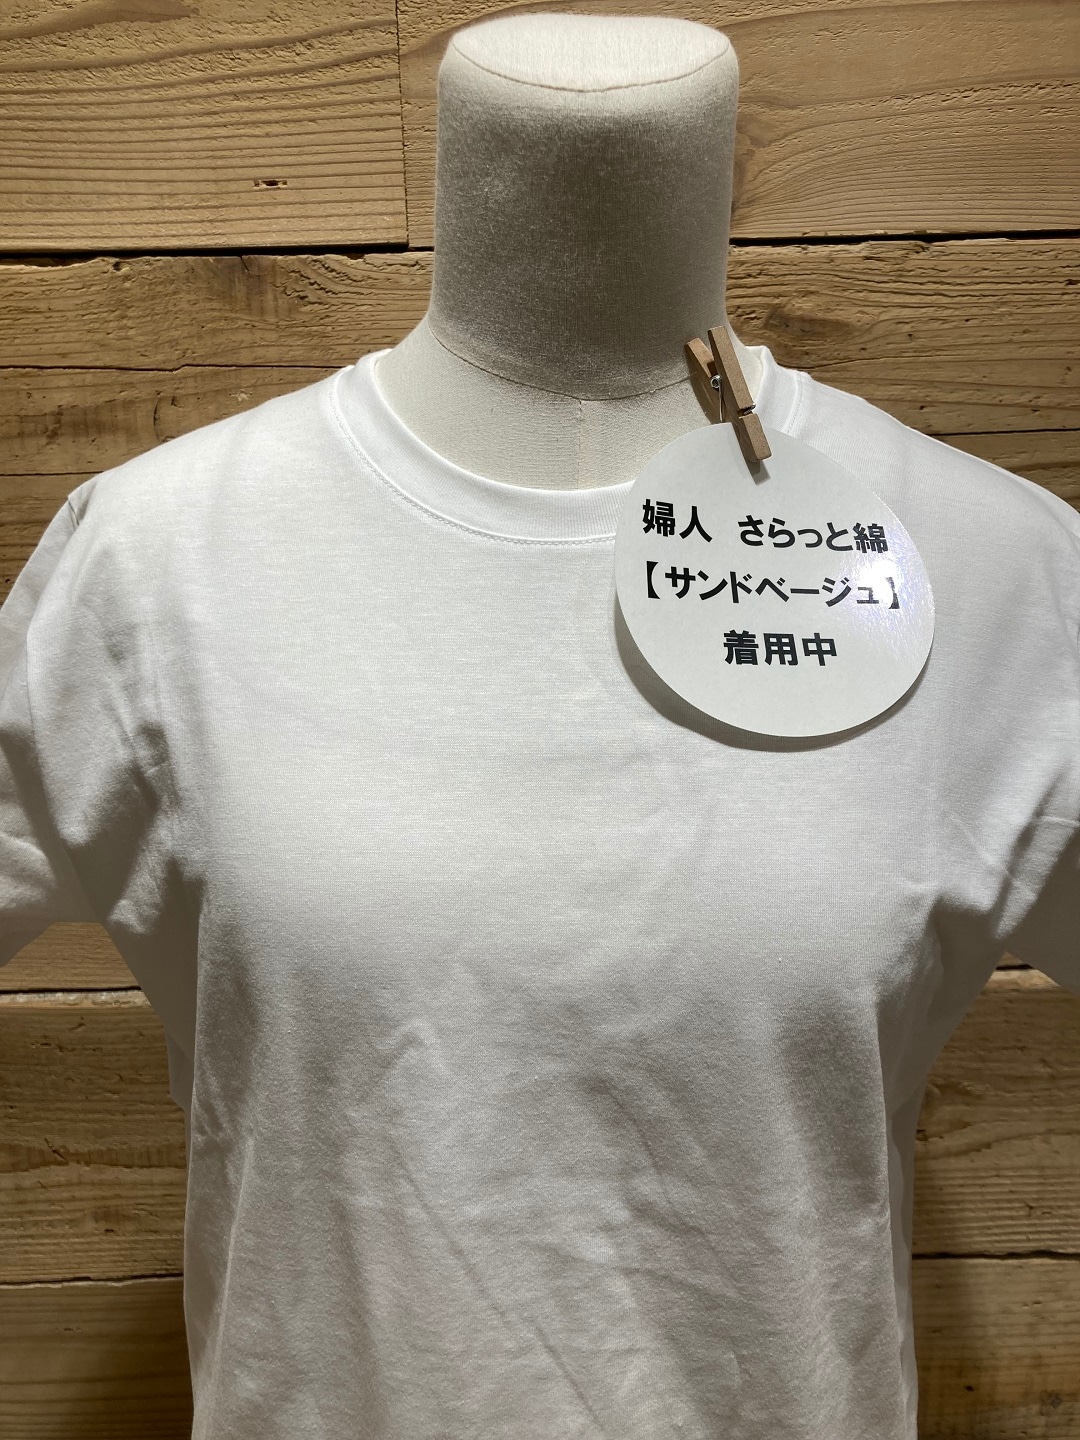 婦人 さらっと綿
【サンドベージュ】
着用中